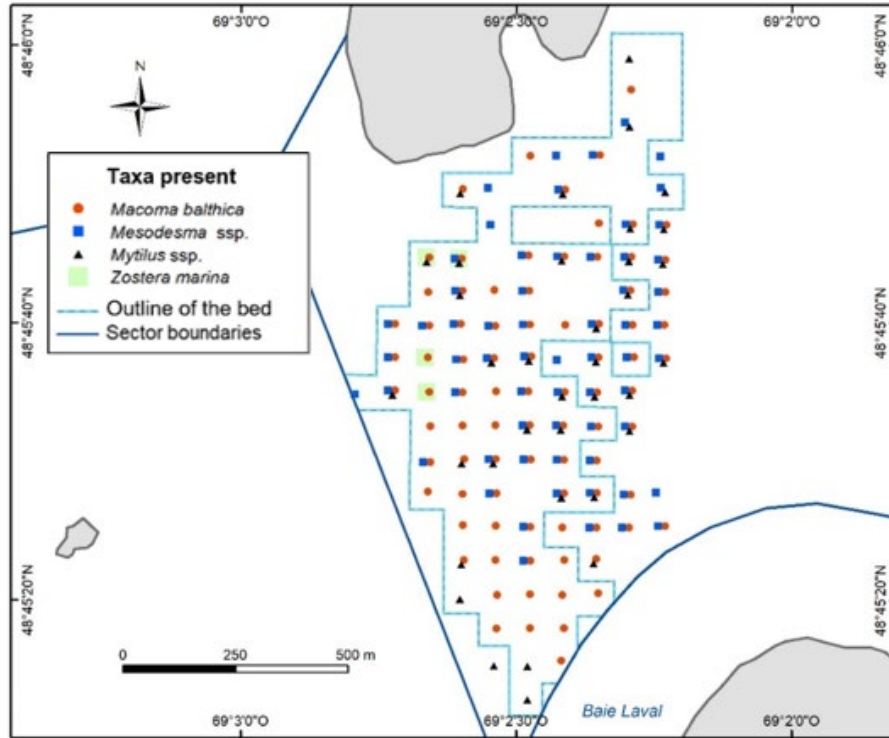 69°3'0"O 69°2'30"O 69°2'0"O
48°46'0"N 48°46'0"N
N
Taxa present
Macoma balthica
Mesodesma ssp.
Mytilus ssp.
Zostera marina
Outline of the bed
Sector boundaries
48°45'40"N 48°45'40"N
48°45'20"N 48°45'20"N
0 250 500 m
Baie Laval
69°3'0"O 69°2'30"O 69°2'0"O